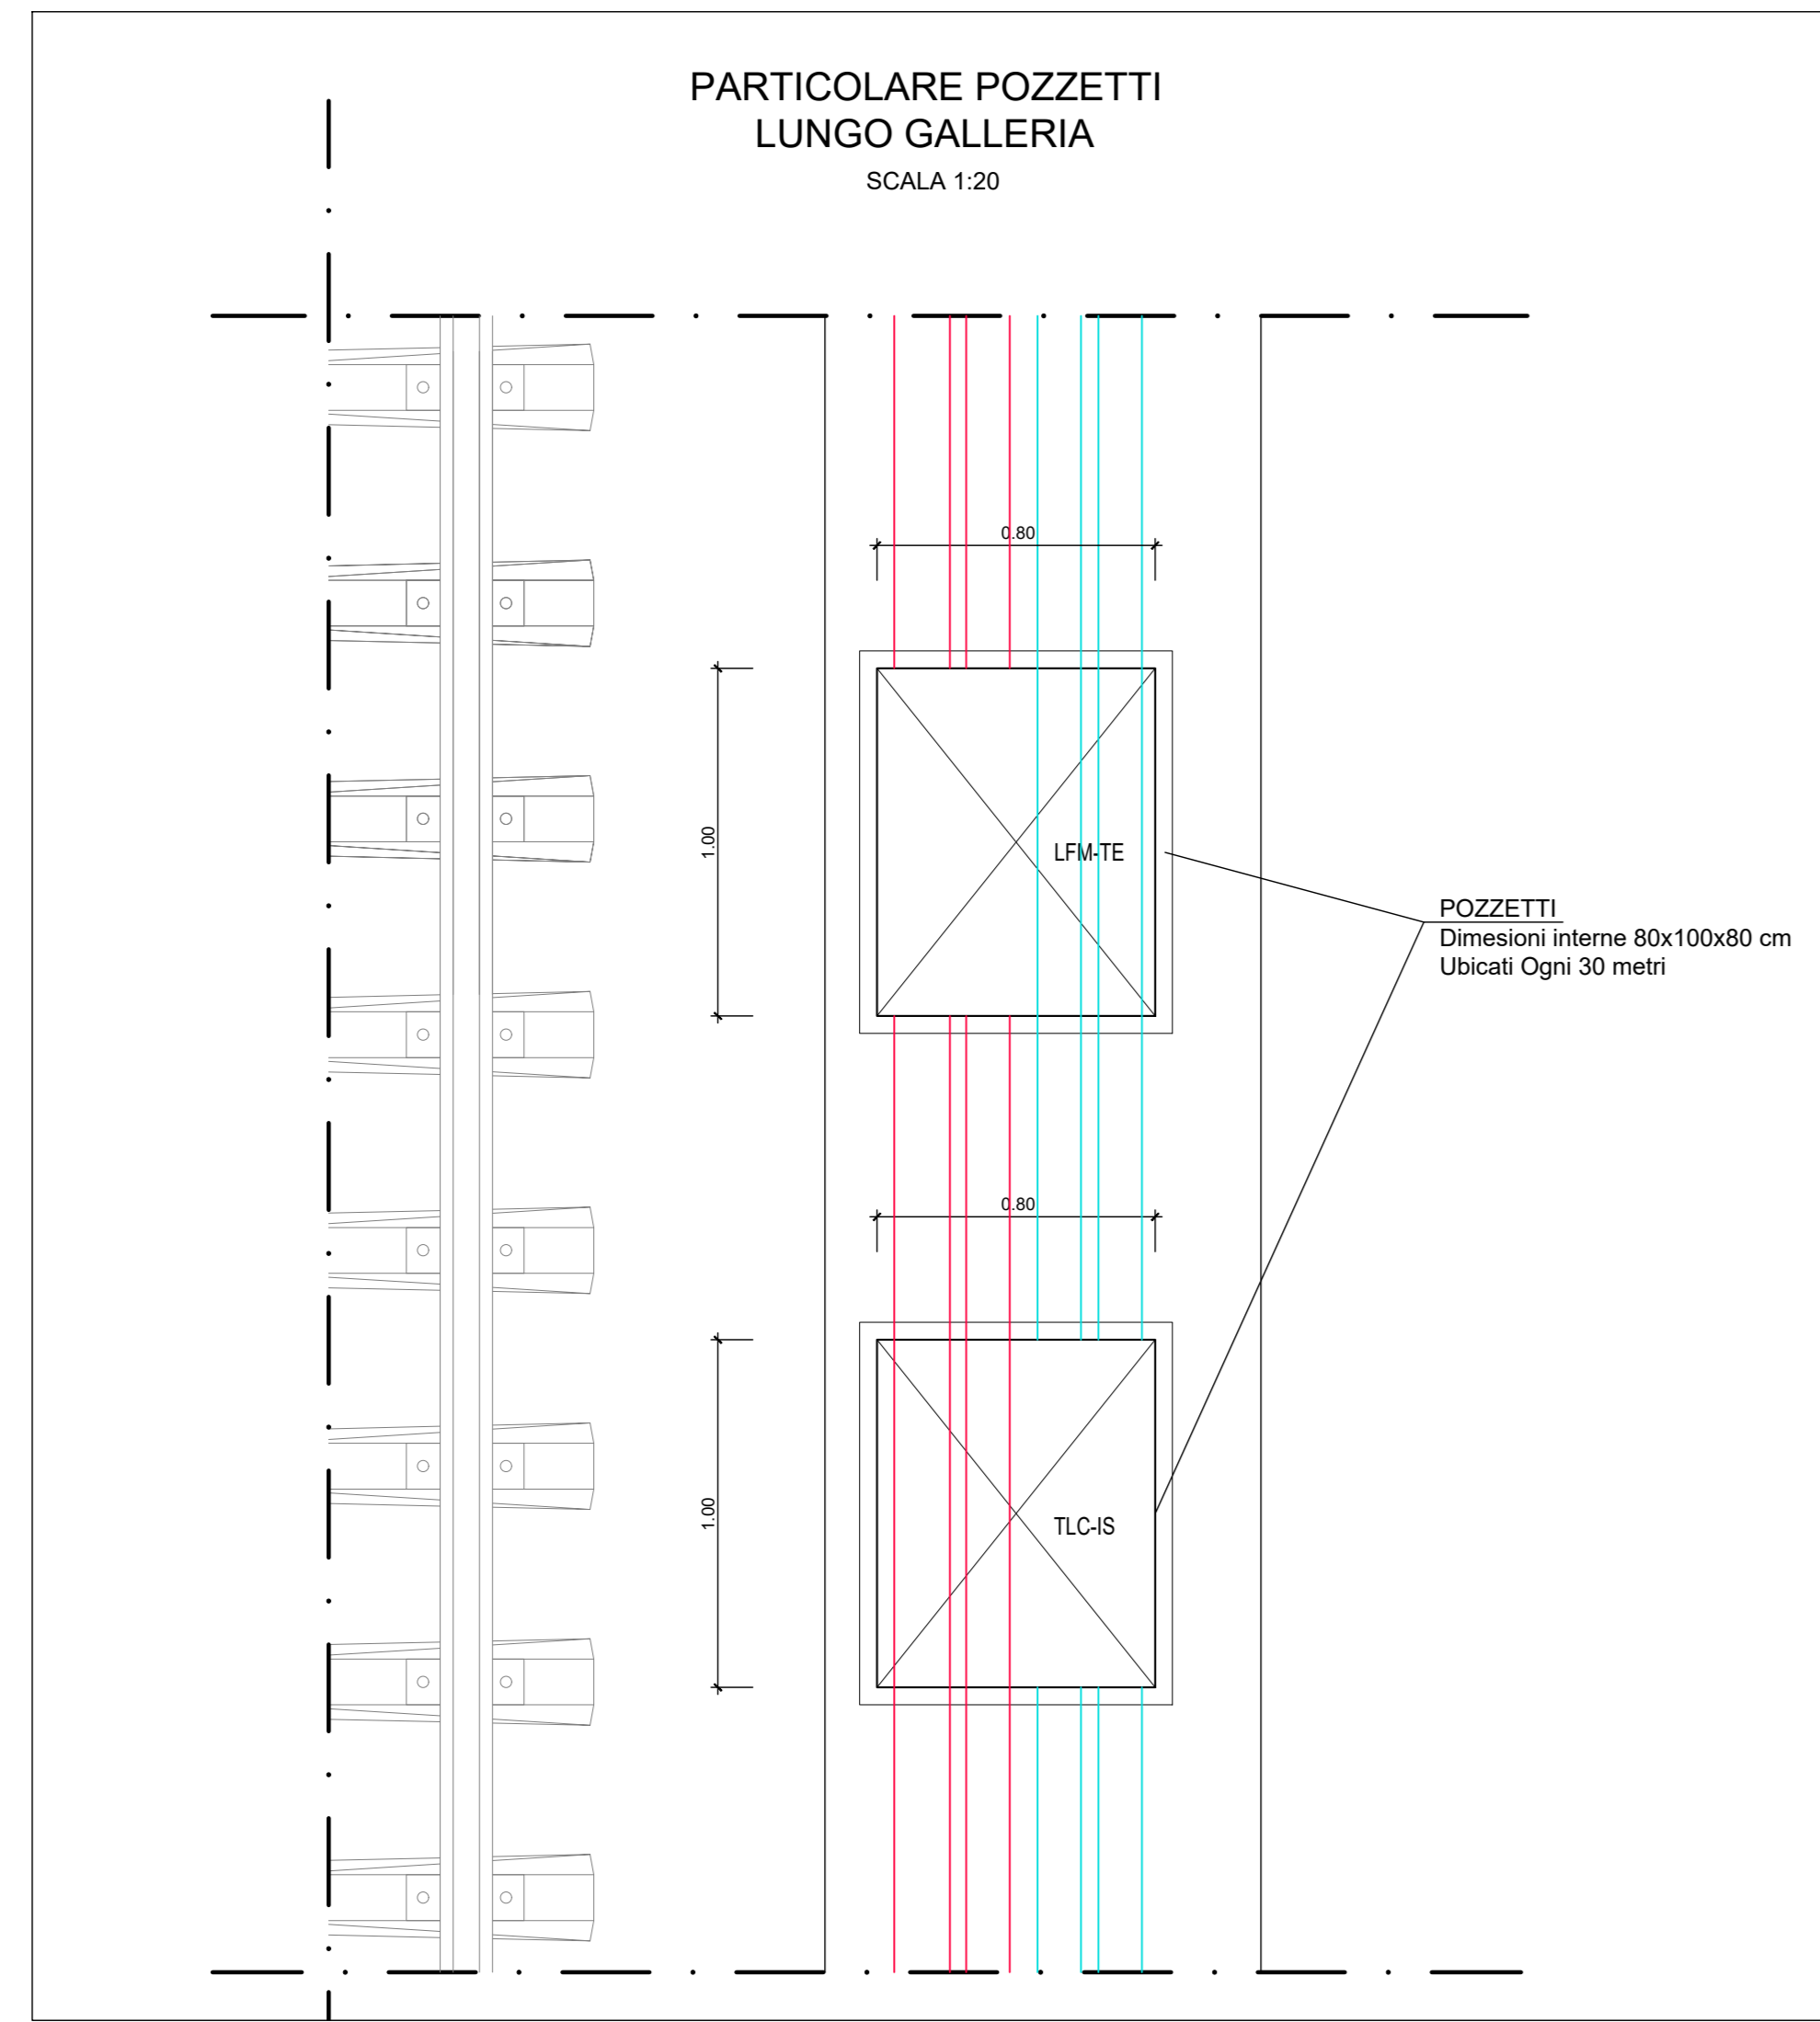 PARTICOLARE POZZETTI
LUNGO GALLERIA
SCALA 1:20
0.80
1.00
LFM-TE
POZZETTI
Dimesioni interne 80x100x80 cm
Ubicati Ogni 30 metri
0.80
1.00
TLC-IS